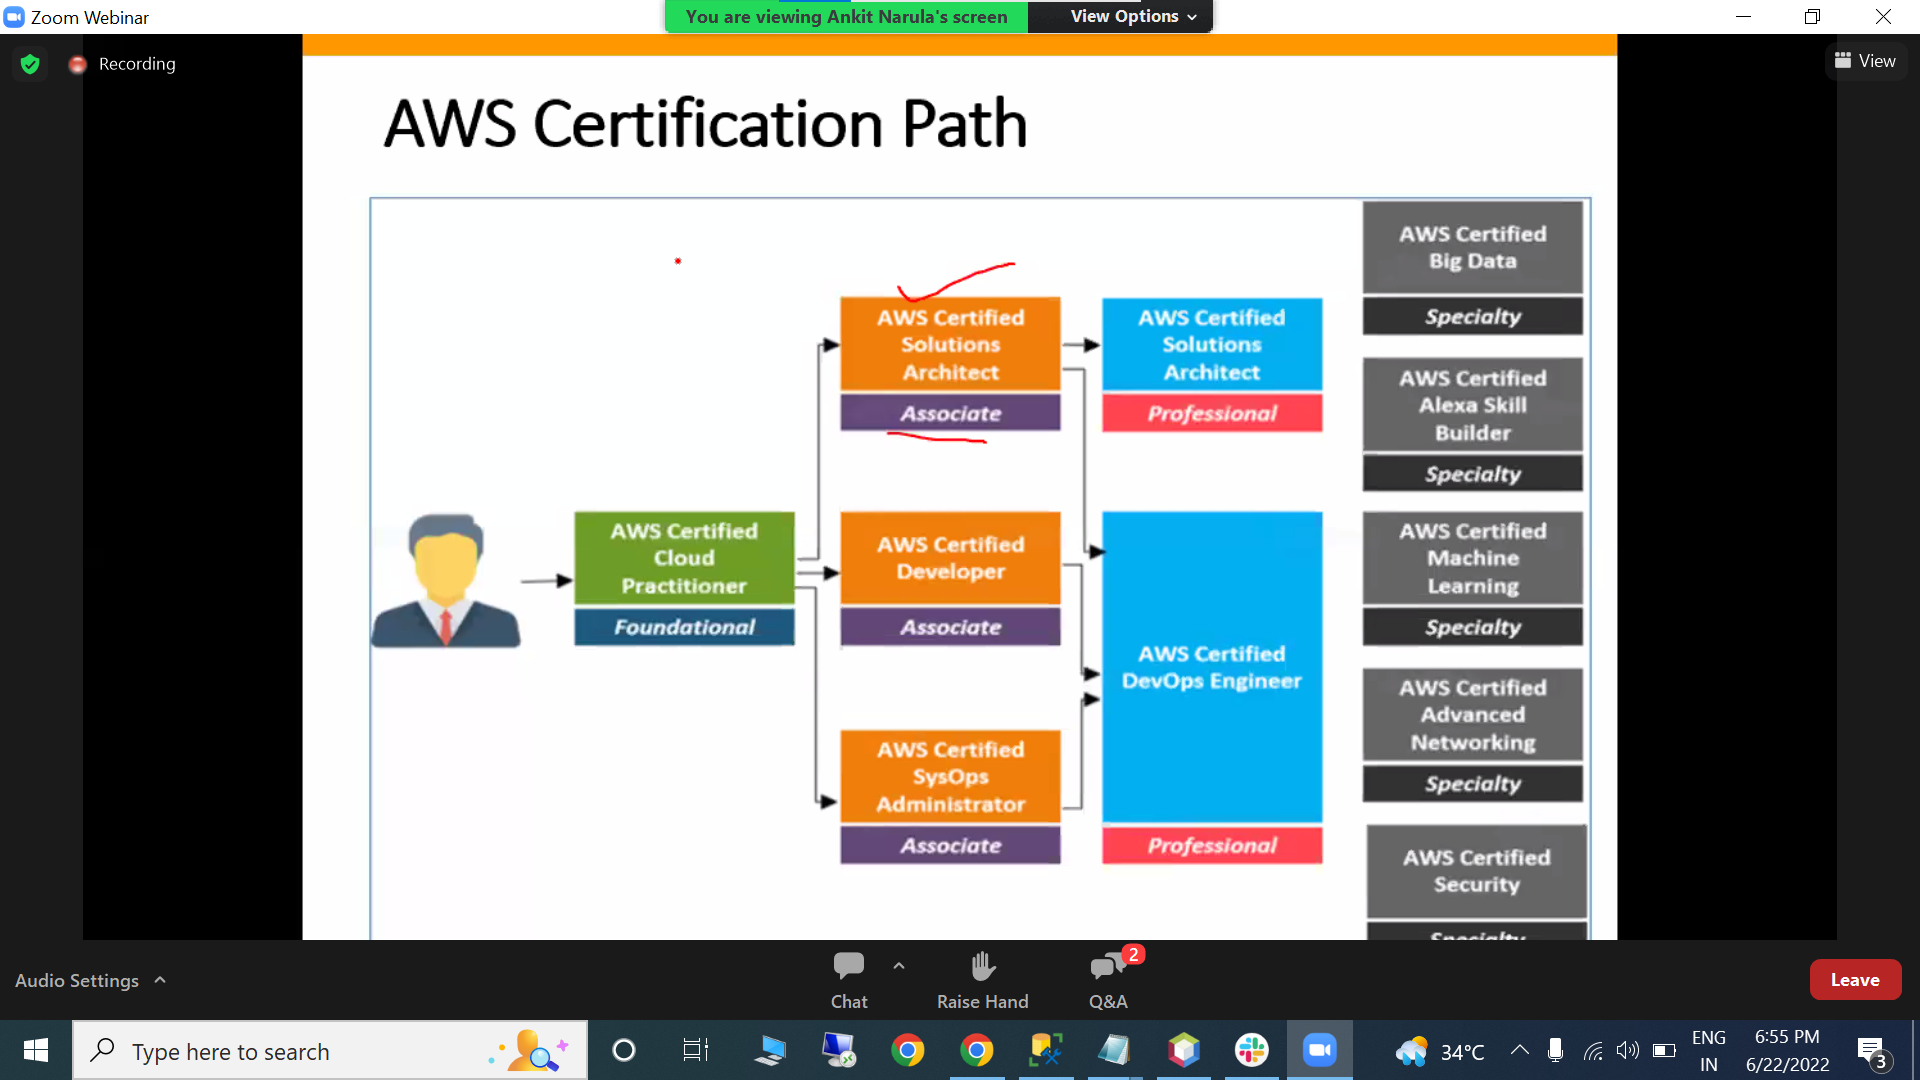 Zoom Webinar
You are viewing Ankit Narula's screen
View Options
Recording
View
AWS Certification Path
AWS Certified
Cloud
Practitioner
Foundational
AWS Certified
Solutions
Architect
Associate
AWS Certified
Developer
Associate
AWS Certified
SysOps
Administrator
Associate
AWS Certified
Solutions
Architect
Professional
AWS Certified
DevOps Engineer
Professional
AWS Certified
Big Data
Specialty
AWS Certified
Alexa Skill
Builder
Specialty
AWS Certified
Machine
Learning
Specialty
AWS Certified
Advanced
Networking
Specialty
AWS Certified
Security
Specialty
Audio Settings
Chat
Raise Hand
2
Q&A
Leave
Type here to search
34°C
ENG
IN
6:55 PM
6/22/2022
3